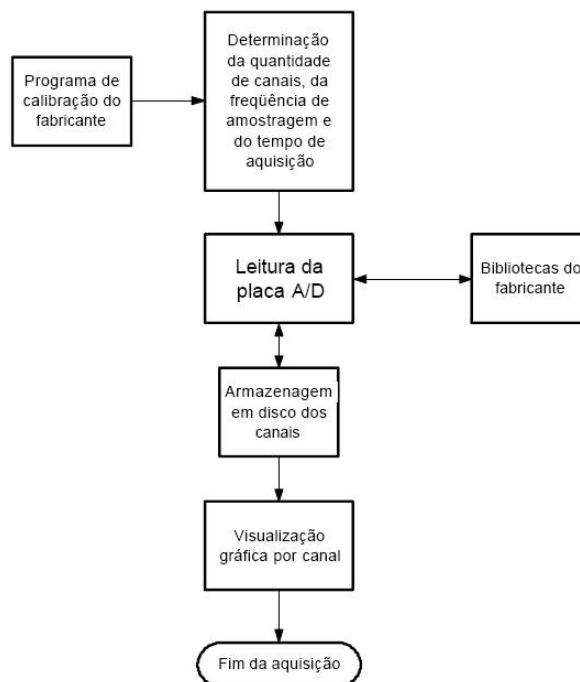 Programa de
calibração do
fabricante
Determinação
da quantidade
de canais, da
freqüência de
amostragem e
do tempo de
aquisição
Leitura da
placa A/D
Bibliotecas do
fabricante
Armazenagem
em disco dos
canais
Visualização
gráfica por canal
Fim da aquisição